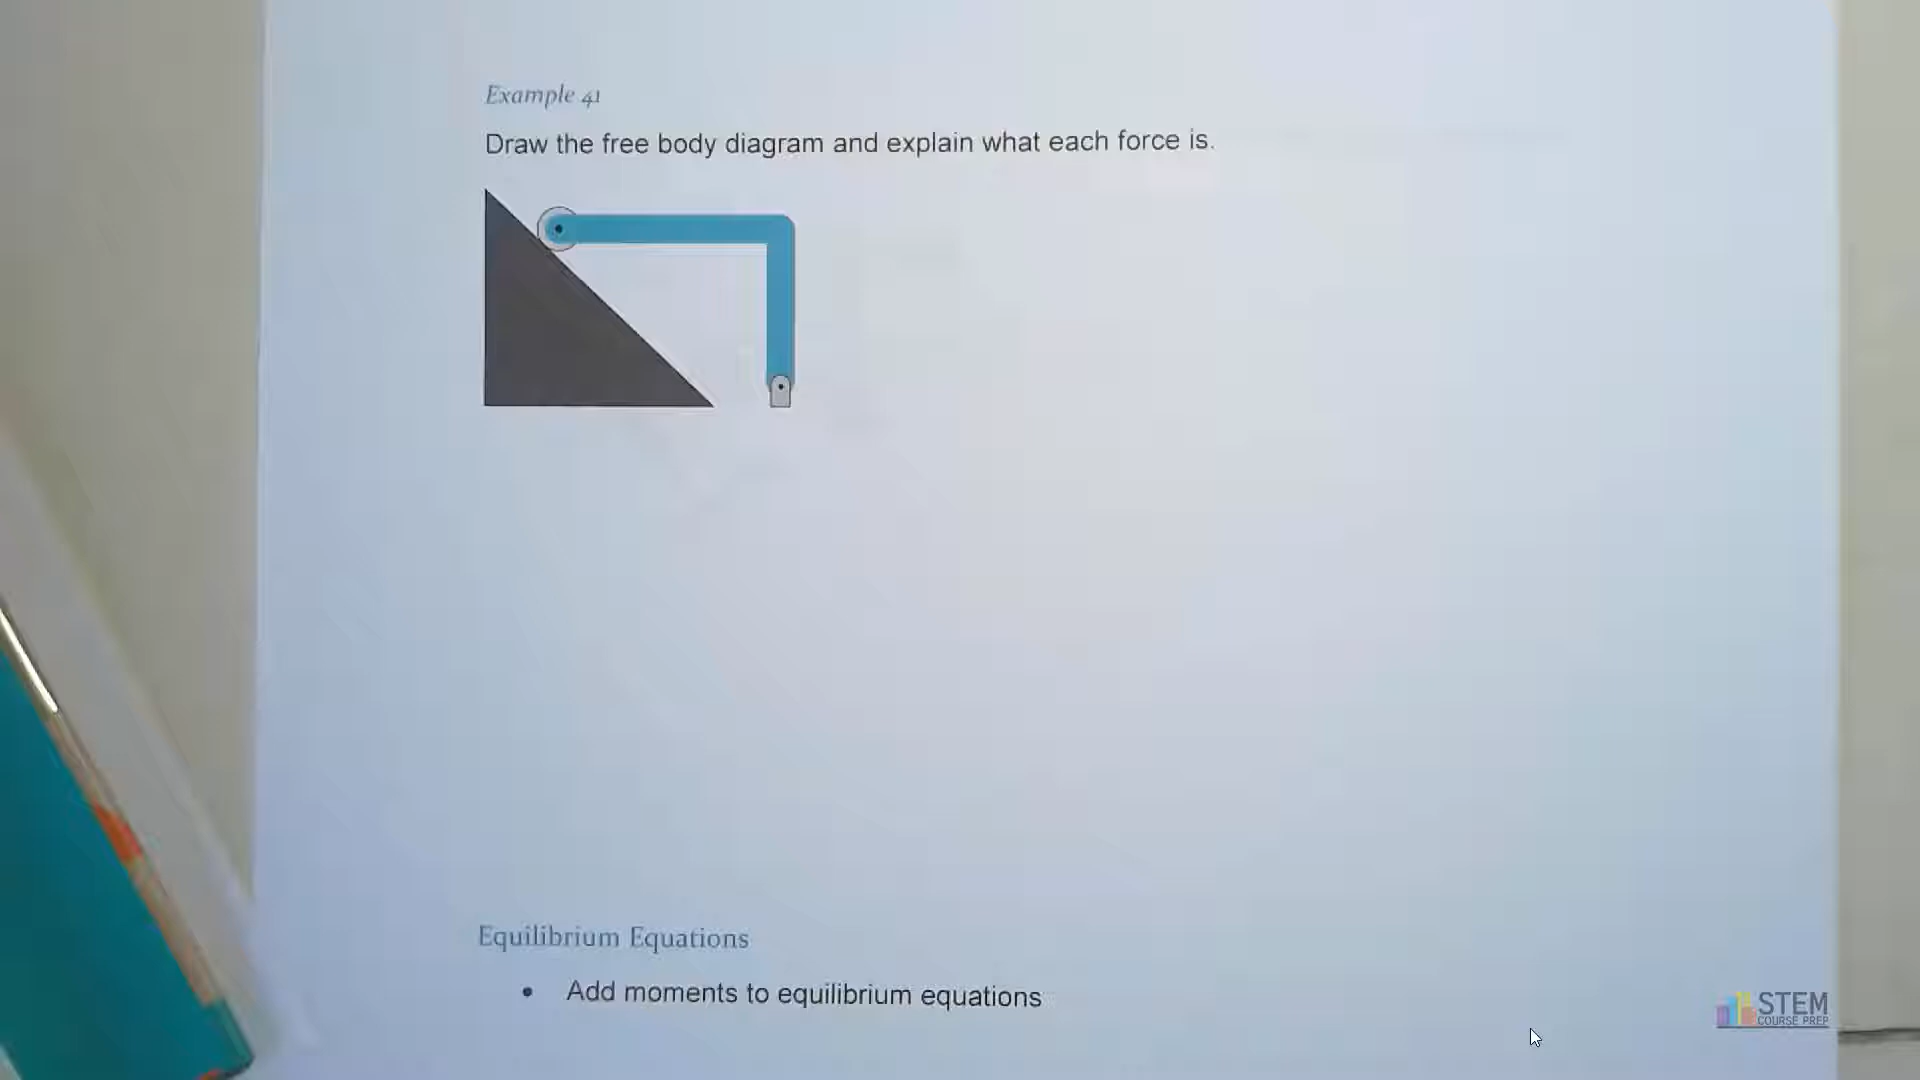 Example 41
Draw the free body diagram and explain what each force is.
Equilibrium Equations
• Add moments to equilibrium equations
STEM
COURSE PREP